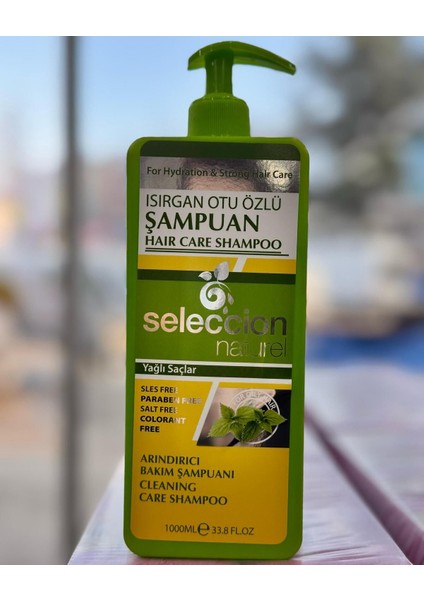 For Hydration & Strong Hair Care
ISIRGAN OTU ÖZLÜ
ŞAMPUAN
HAIR CARE SHAMPOO
seleccion
naturel
Yağlı Saçlar
SLES FREE
PARABEN FREE
SALT FREE
COLORANT
FREE
ARINDIRICI
BAKIM ŞAMPUANI
CLEANING
CARE SHAMPOO
1000ML e 33.8 FL.OZ